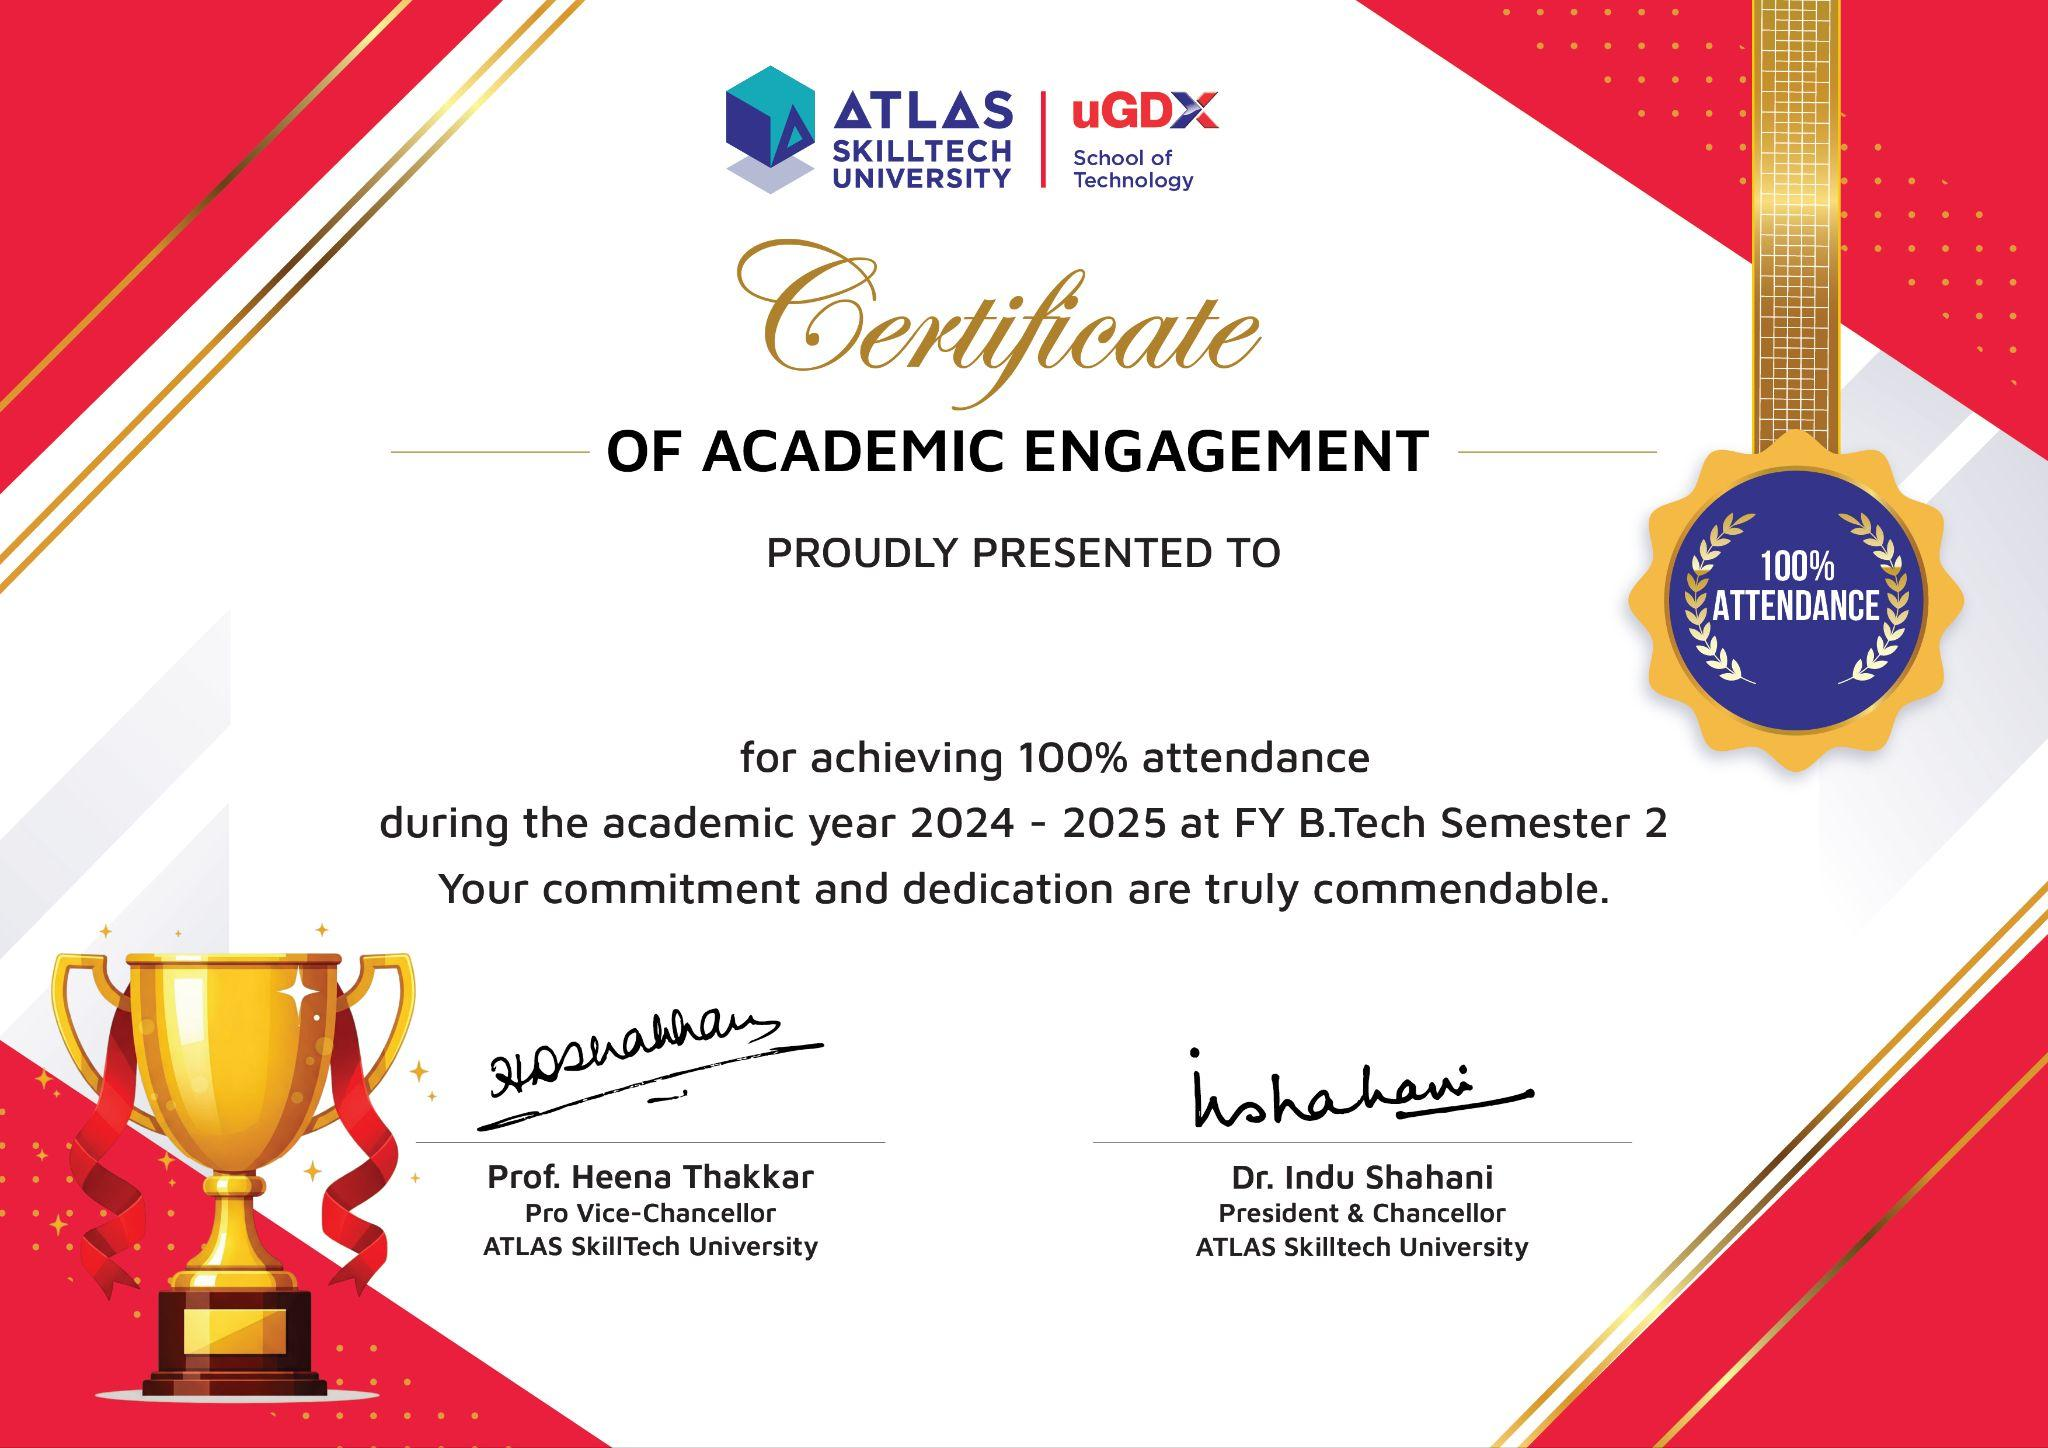 ATLAS
SKILLTECH
UNIVERSITY
uGDX
School of
Technology
Certificate
OF ACADEMIC ENGAGEMENT
PROUDLY PRESENTED TO
100%
ATTENDANCE
for achieving 100% attendance
during the academic year 2024 - 2025 at FY B.Tech Semester 2
Your commitment and dedication are truly commendable.
Prof. Heena Thakkar
Pro Vice-Chancellor
ATLAS SkillTech University
Dr. Indu Shahani
President & Chancellor
ATLAS Skilltech University